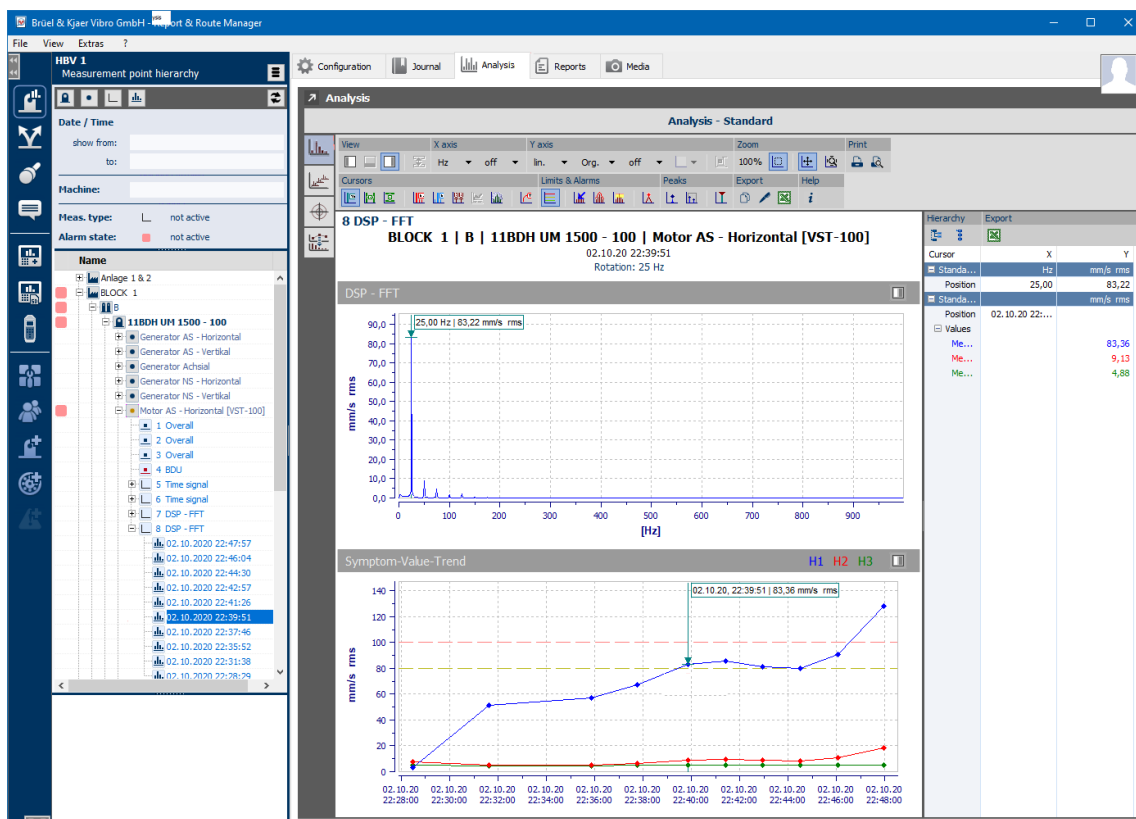 Brüel & Kjaer Vibro GmbH - Report & Route Manager
File View Extras ?
HBV 1
Measurement point hierarchy
Date / Time
show from:
to:
Machine:
Meas. type: not active
Alarm state: not active
Name
Anlage 1 & 2
BLOCK 1
B
11BDH UM 1500 - 100
Generator AS - Horizontal
Generator AS - Vertikal
Generator Achsial
Generator NS - Horizontal
Generator NS - Vertikal
Motor AS - Horizontal [VST-100]
1 Overall
2 Overall
3 Overall
4 BDU
5 Time signal
6 Time signal
7 DSP - FFT
8 DSP - FFT
02.10.2020 22:47:57
02.10.2020 22:46:04
02.10.2020 22:44:30
02.10.2020 22:42:57
02.10.2020 22:41:26
02.10.2020 22:39:51
02.10.2020 22:37:46
02.10.2020 22:35:52
02.10.2020 22:31:38
02.10.2020 22:28:29
Configuration Journal Analysis Reports Media
Analysis
Analysis - Standard
View X axis Y axis Zoom Print
Hz off lin. Org. off 100%
Cursors Limits & Alarms Peaks Export Help
8 DSP - FFT
BLOCK 1 | B | 11BDH UM 1500 - 100 | Motor AS - Horizontal [VST-100]
02.10.20 22:39:51
Rotation: 25 Hz
DSP - FFT
25,00 Hz | 83,22 mm/s rms
90,0
80,0
70,0
60,0
50,0
40,0
30,0
20,0
10,0
0,0
mm/s rms
0 100 200 300 400 500 600 700 800 900
[Hz]
Symptom-Value-Trend H1 H2 H3
02.10.20, 22:39:51 | 83,36 mm/s rms
140
120
100
80
60
40
20
0
mm/s rms
02.10.20 02.10.20 02.10.20 02.10.20 02.10.20 02.10.20 02.10.20 02.10.20 02.10.20 02.10.20 02.10.20
22:28:00 22:30:00 22:32:00 22:34:00 22:36:00 22:38:00 22:40:00 22:42:00 22:44:00 22:46:00 22:48:00
Hierarchy Export
Cursor X Y
Standa... Hz mm/s rms
Position 25,00 83,22
Standa... mm/s rms
Position 02.10.20 22:...
Values
Me... 83,36
Me... 9,13
Me... 4,88